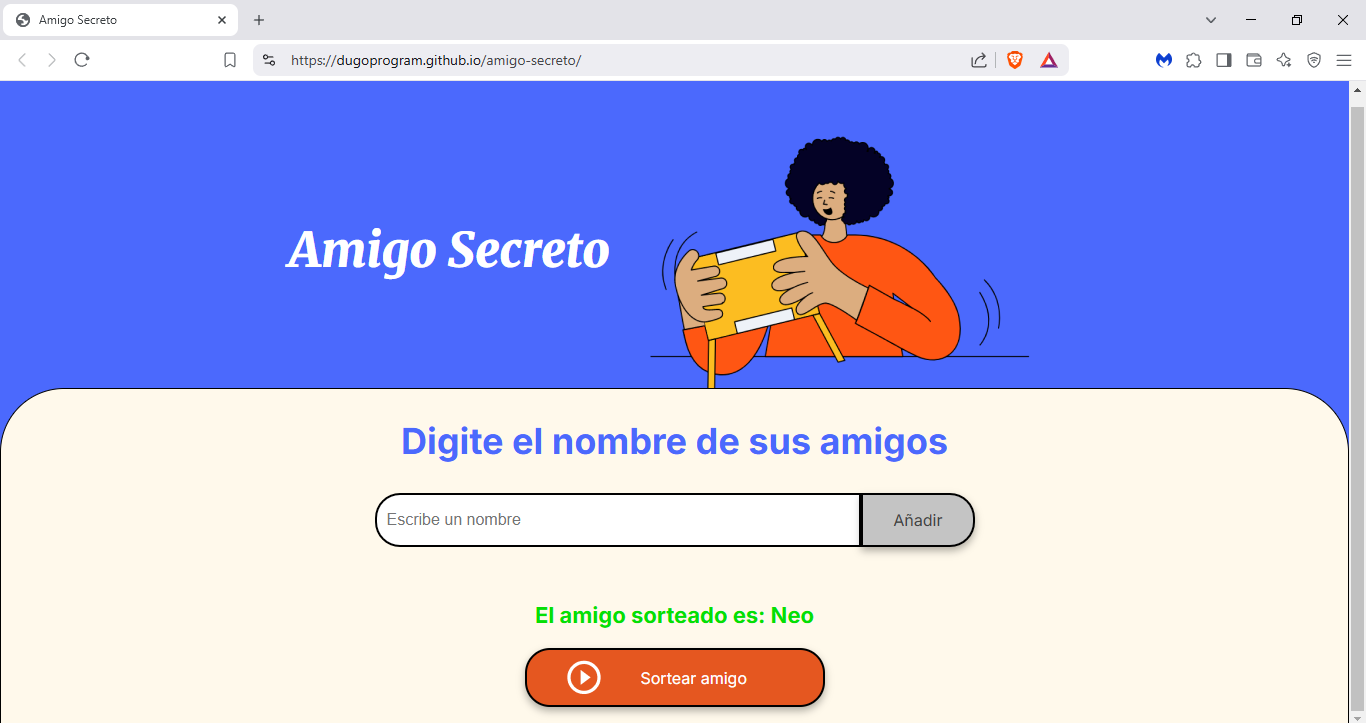 Amigo Secreto
https://dugoprogram.github.io/amigo-secreto/
Amigo Secreto
Digite el nombre de sus amigos
Escribe un nombre
Añadir
El amigo sorteado es: Neo
Sortear amigo